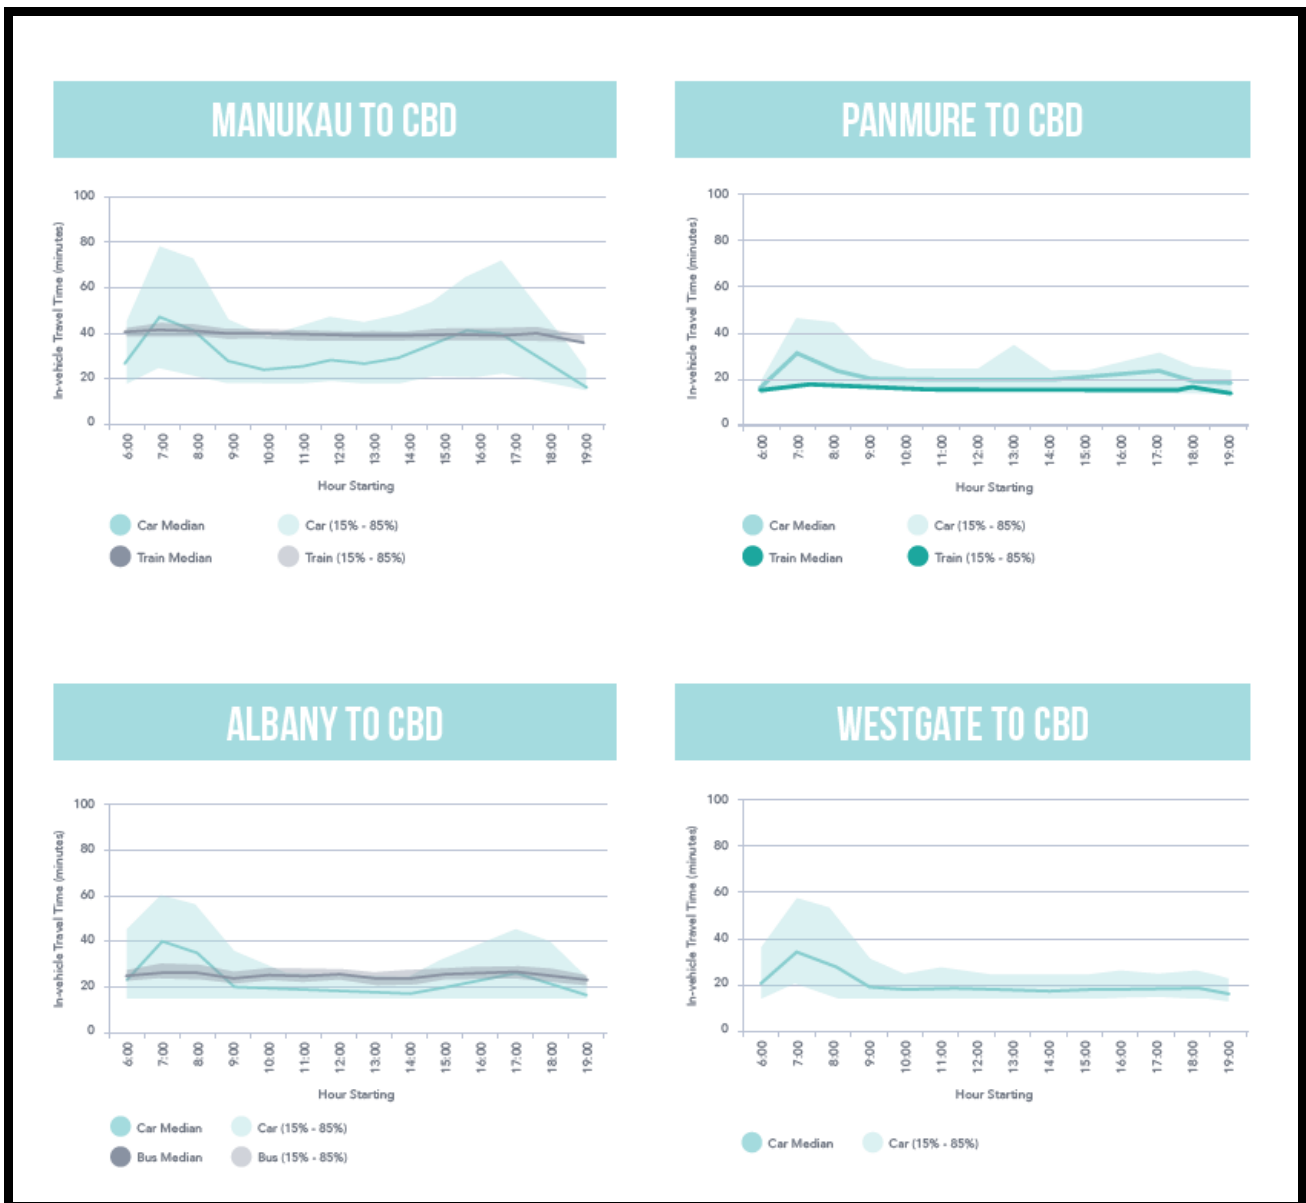 MANUKAU TO CBD
In-vehicle Travel Time (minutes)
100
80
60
40
20
0
6:00 7:00 8:00 9:00 10:00 11:00 12:00 13:00 14:00 15:00 16:00 17:00 18:00 19:00
Hour Starting
Car Median Car (15% - 85%)
Train Median Train (15% - 85%)
PANMURE TO CBD
In-vehicle Travel Time (minutes)
100
80
60
40
20
0
6:00 7:00 8:00 9:00 10:00 11:00 12:00 13:00 14:00 15:00 16:00 17:00 18:00 19:00
Hour Starting
Car Median Car (15% - 85%)
Train Median Train (15% - 85%)
ALBANY TO CBD
In-vehicle Travel Time (minutes)
100
80
60
40
20
0
6:00 7:00 8:00 9:00 10:00 11:00 12:00 13:00 14:00 15:00 16:00 17:00 18:00 19:00
Hour Starting
Car Median Car (15% - 85%)
Bus Median Bus (15% - 85%)
WESTGATE TO CBD
In-vehicle Travel Time (minutes)
100
80
60
40
20
0
6:00 7:00 8:00 9:00 10:00 11:00 12:00 13:00 14:00 15:00 16:00 17:00 18:00 19:00
Hour Starting
Car Median Car (15% - 85%)